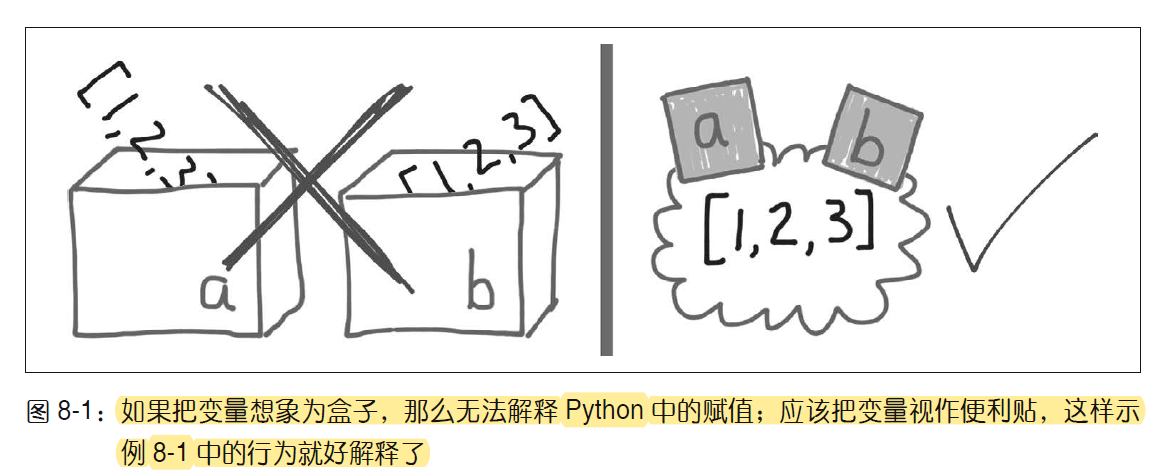 [1,2,3] [1,2,3]
a b
a b
[1,2,3]
图 8-1：如果把变量想象为盒子，那么无法解释 Python 中的赋值；应该把变量视作便利贴，这样示
例 8-1 中的行为就好解释了